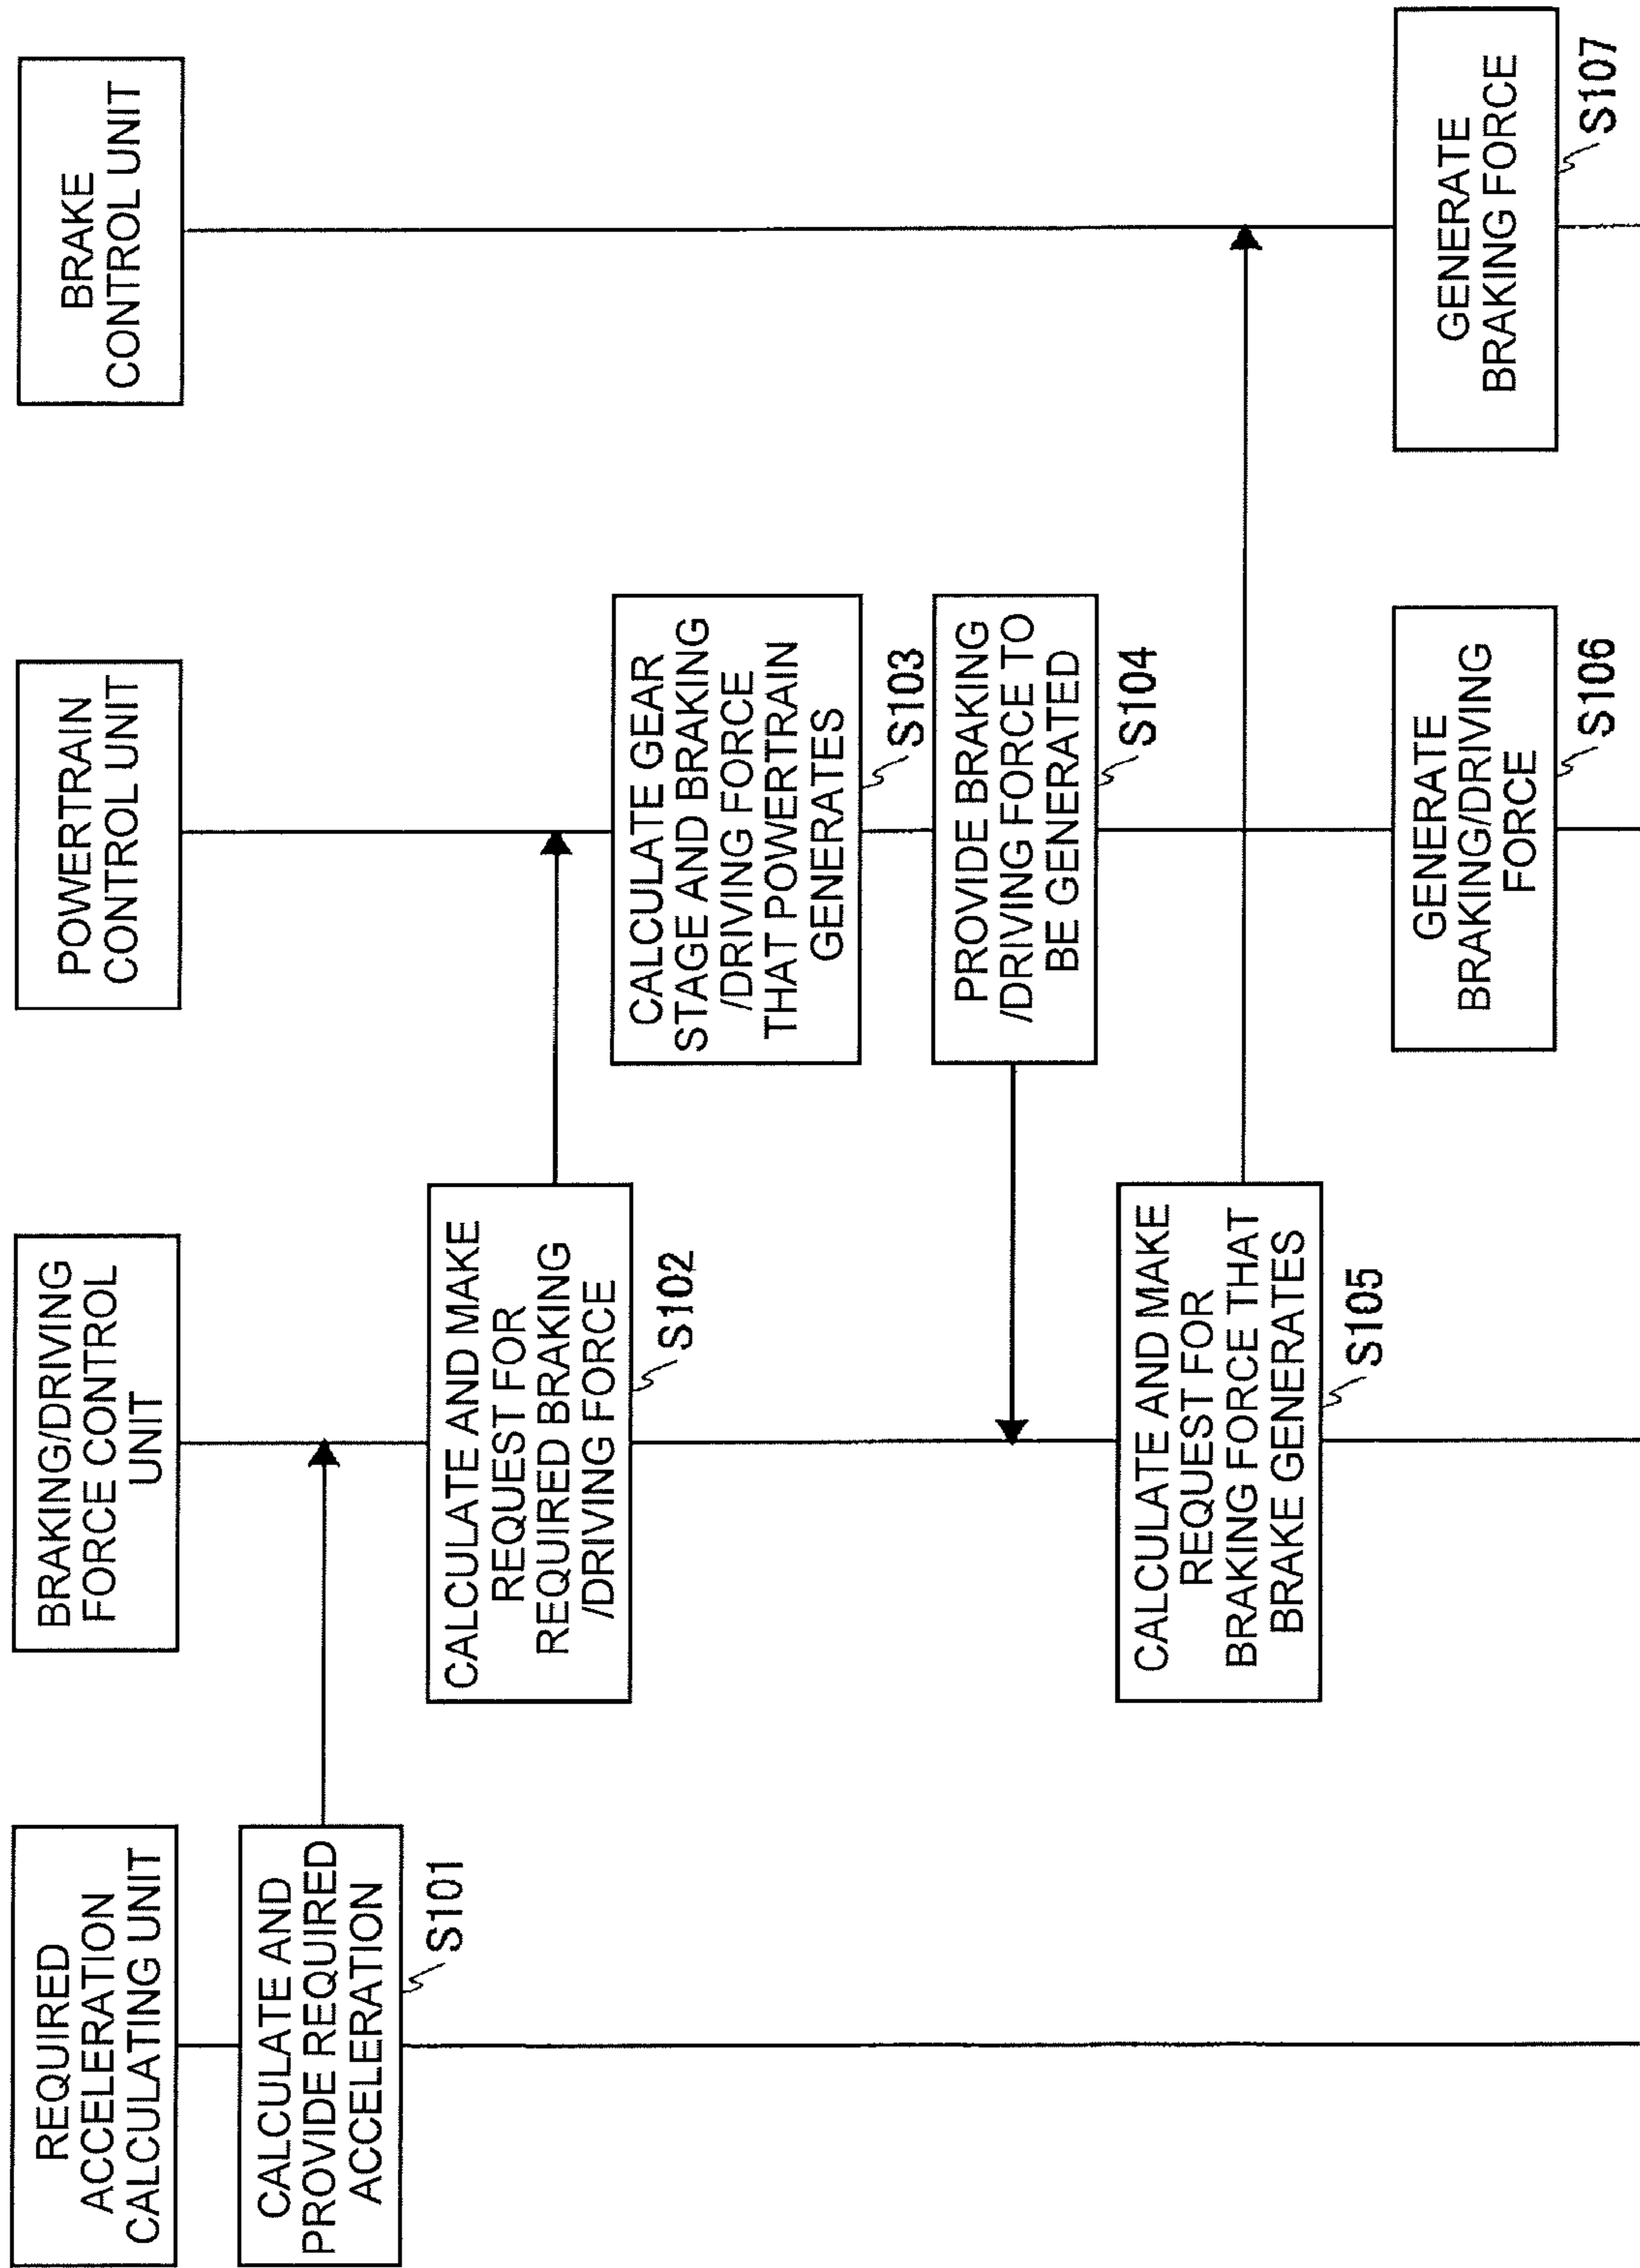 REQUIRED
ACCELERATION
CALCULATING UNIT
BRAKING/DRIVING
FORCE CONTROL
UNIT
POWERTRAIN
CONTROL UNIT
BRAKE
CONTROL UNIT
CALCULATE AND
PROVIDE REQUIRED
ACCELERATION
S101
CALCULATE AND MAKE
REQUEST FOR
REQUIRED BRAKING
/DRIVING FORCE
S102
CALCULATE GEAR
STAGE AND BRAKING
/DRIVING FORCE
THAT POWERTRAIN
GENERATES
S103
PROVIDE BRAKING
/DRIVING FORCE TO
BE GENERATED
S104
CALCULATE AND MAKE
REQUEST FOR
BRAKING FORCE THAT
BRAKE GENERATES
S105
GENERATE
BRAKING/DRIVING
FORCE
S106
GENERATE
BRAKING FORCE
S107